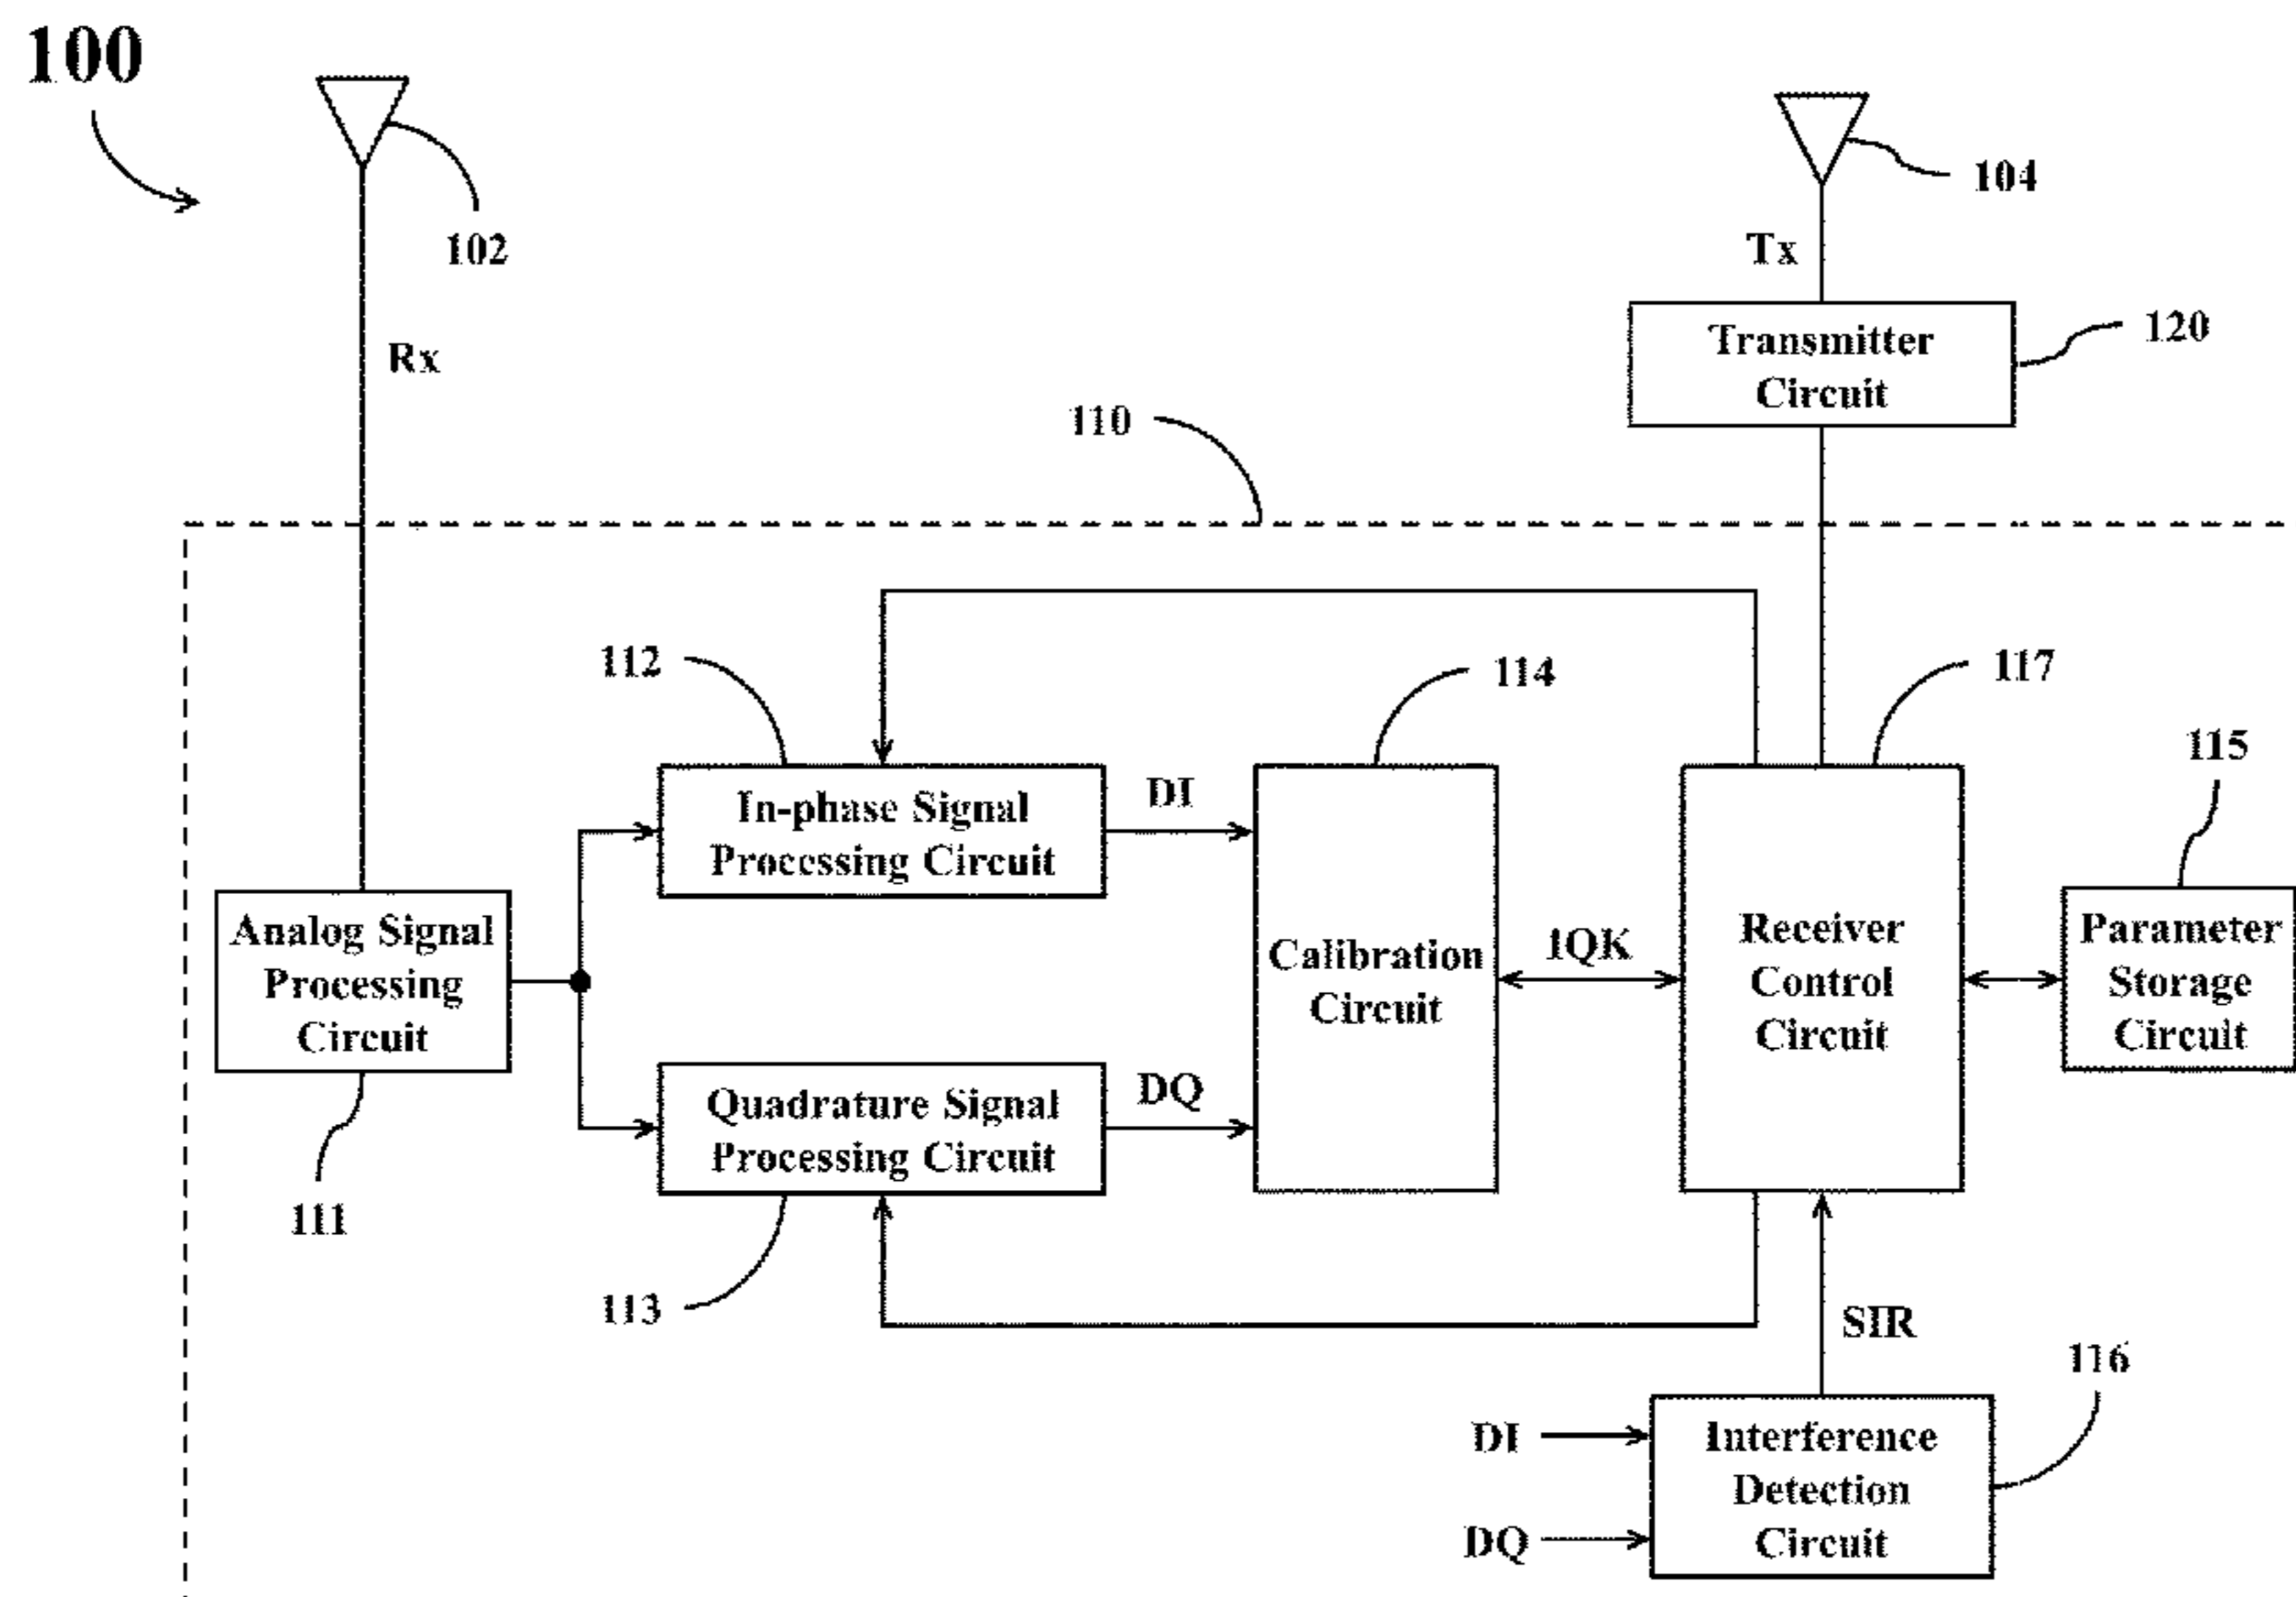 100
102
104
Tx
Rx
Transmitter
Circuit
120
110
112
114
117
115
In-phase Signal
Processing Circuit
DI
Analog Signal
Processing
Circuit
Calibration
Circuit
IQK
Receiver
Control
Circuit
Parameter
Storage
Circuit
Quadrature Signal
Processing Circuit
DQ
111
113
SIR
116
DI
DQ
Interference
Detection
Circuit